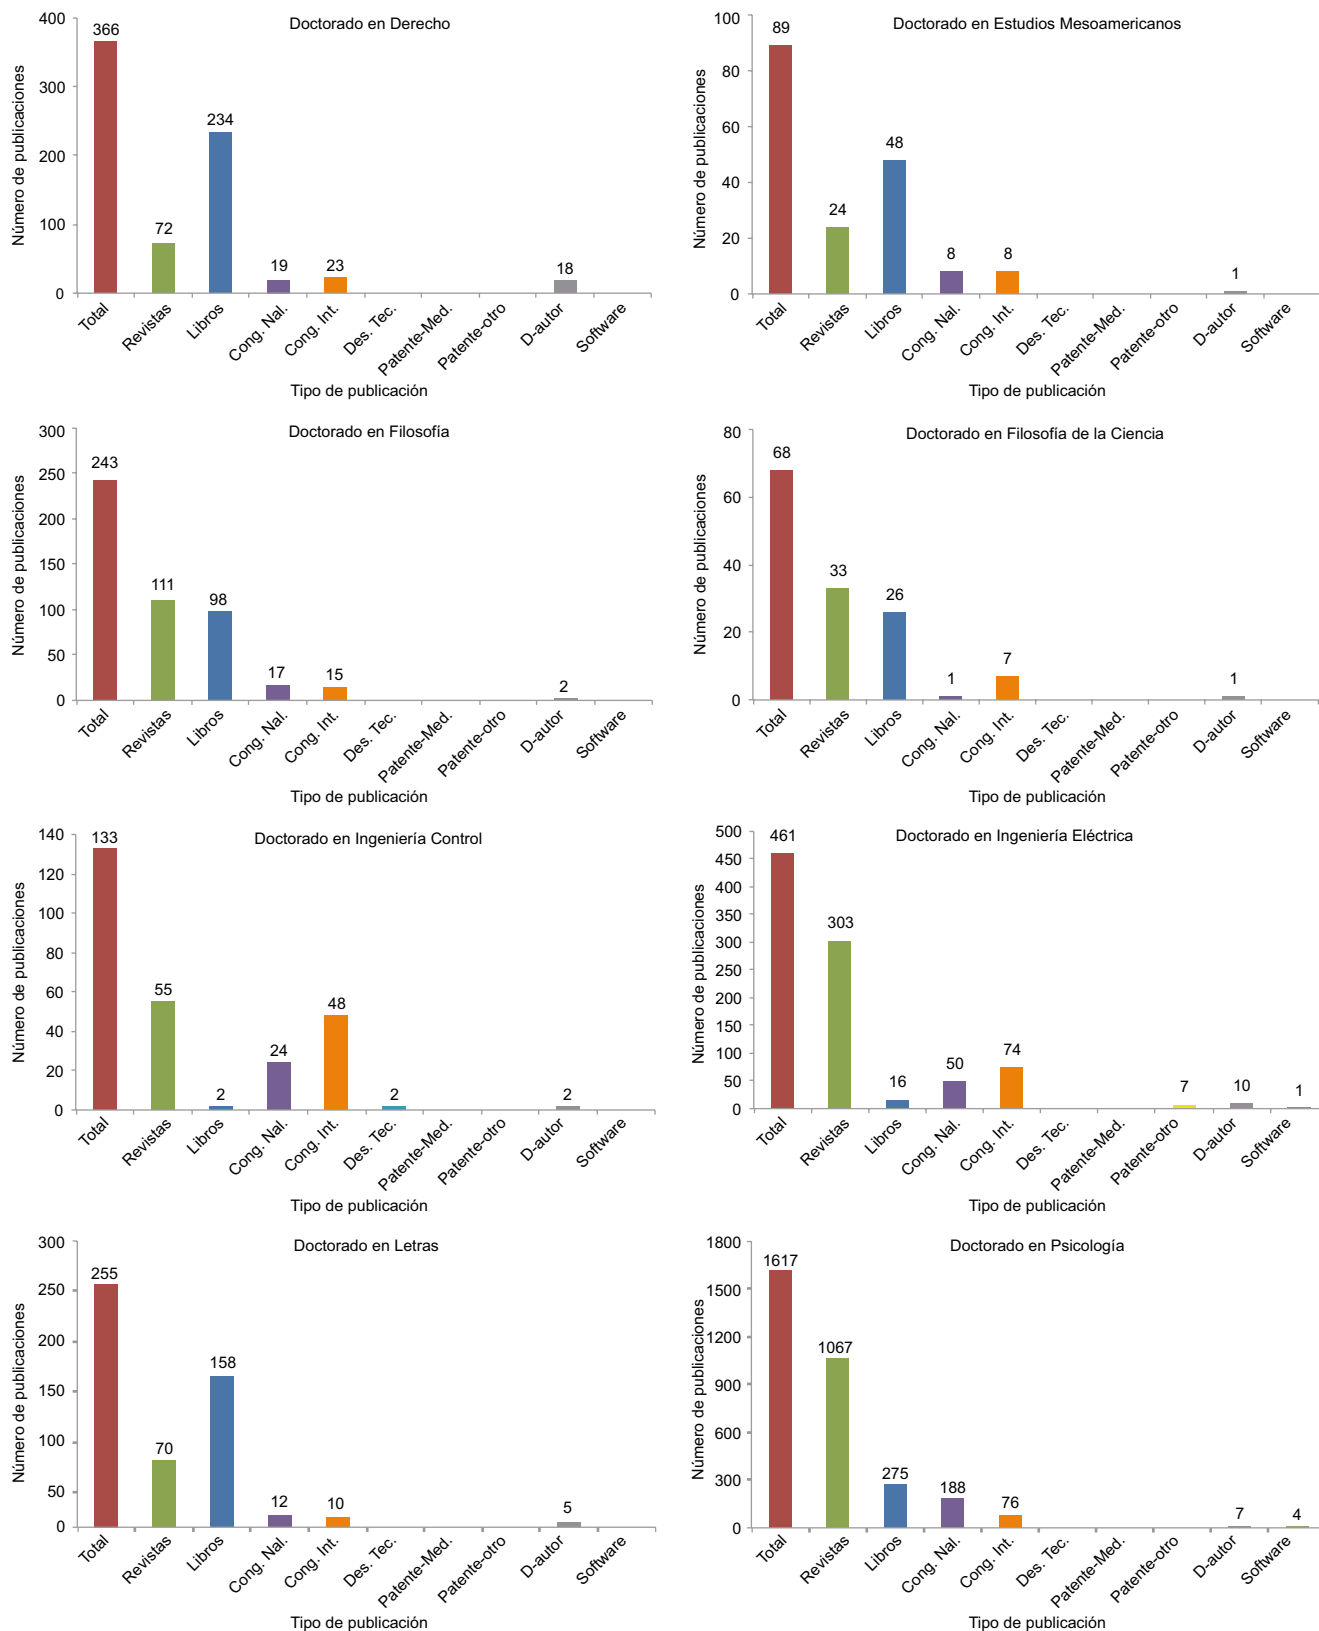 Doctorado en Derecho
Número de publicaciones
400
300
200
100
0
366
72
234
19
23
18
Total
Revistas
Libros
Cong. Nal.
Cong. Int.
Des. Tec.
Patente-Med.
Patente-otro
D-autor
Software
Tipo de publicación
Doctorado en Estudios Mesoamericanos
Número de publicaciones
100
80
60
40
20
0
89
24
48
8
8
1
Total
Revistas
Libros
Cong. Nal.
Cong. Int.
Des. Tec.
Patente-Med.
Patente-otro
D-autor
Software
Tipo de publicación
Doctorado en Filosofía
Número de publicaciones
300
250
200
150
100
50
0
243
111
98
17
15
2
Total
Revistas
Libros
Cong. Nal.
Cong. Int.
Des. Tec.
Patente-Med.
Patente-otro
D-autor
Software
Tipo de publicación
Doctorado en Filosofía de la Ciencia
Número de publicaciones
80
60
40
20
0
68
33
26
1
7
1
Total
Revistas
Libros
Cong. Nal.
Cong. Int.
Des. Tec.
Patente-Med.
Patente-otro
D-autor
Software
Tipo de publicación
Doctorado en Ingeniería Control
Número de publicaciones
140
120
100
80
60
40
20
0
133
55
2
24
48
2
2
Total
Revistas
Libros
Cong. Nal.
Cong. Int.
Des. Tec.
Patente-Med.
Patente-otro
D-autor
Software
Tipo de publicación
Doctorado en Ingeniería Eléctrica
Número de publicaciones
500
450
400
350
300
250
200
150
100
50
0
461
303
16
50
74
7
10
1
Total
Revistas
Libros
Cong. Nal.
Cong. Int.
Des. Tec.
Patente-Med.
Patente-otro
D-autor
Software
Tipo de publicación
Doctorado en Letras
Número de publicaciones
300
250
200
150
100
50
0
255
70
158
12
10
5
Total
Revistas
Libros
Cong. Nal.
Cong. Int.
Des. Tec.
Patente-Med.
Patente-otro
D-autor
Software
Tipo de publicación
Doctorado en Psicología
Número de publicaciones
1800
1500
1200
900
600
300
0
1617
1067
275
188
76
7
4
Total
Revistas
Libros
Cong. Nal.
Cong. Int.
Des. Tec.
Patente-Med.
Patente-otro
D-autor
Software
Tipo de publicación